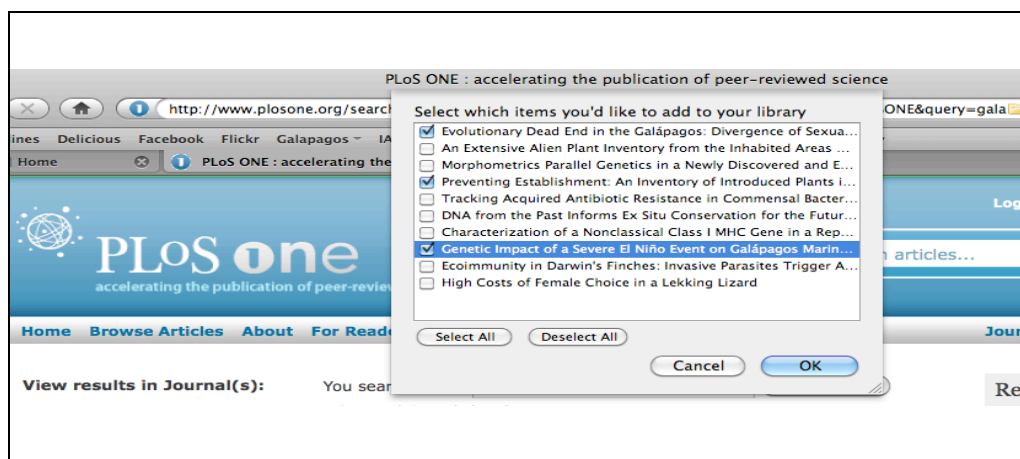 PLoS ONE : accelerating the publication of peer-reviewed science
http://www.plosone.org/searc
ONE&query=gala
ines Delicious Facebook Flickr Galapagos IA
Home
PLoS ONE : accelerating the
Select which items you'd like to add to your library
Evolutionary Dead End in the Galápagos: Divergence of Sexua...
An Extensive Alien Plant Inventory from the Inhabited Areas ...
Morphometrics Parallel Genetics in a Newly Discovered and E...
Preventing Establishment: An Inventory of Introduced Plants i...
Tracking Acquired Antibiotic Resistance in Commensal Bacter...
DNA from the Past Informs Ex Situ Conservation for the Futur...
Characterization of a Nonclassical Class I MHC Gene in a Rep...
Genetic Impact of a Severe El Niño Event on Galápagos Marin...
Ecoimmunity in Darwin's Finches: Invasive Parasites Trigger A...
High Costs of Female Choice in a Lekking Lizard
Select All Deselect All
Cancel OK
Log
PLoS one
articles...
accelerating the publication of peer-revie
Home Browse Articles About For Read
Jour
View results in Journal(s):
You sear
Re